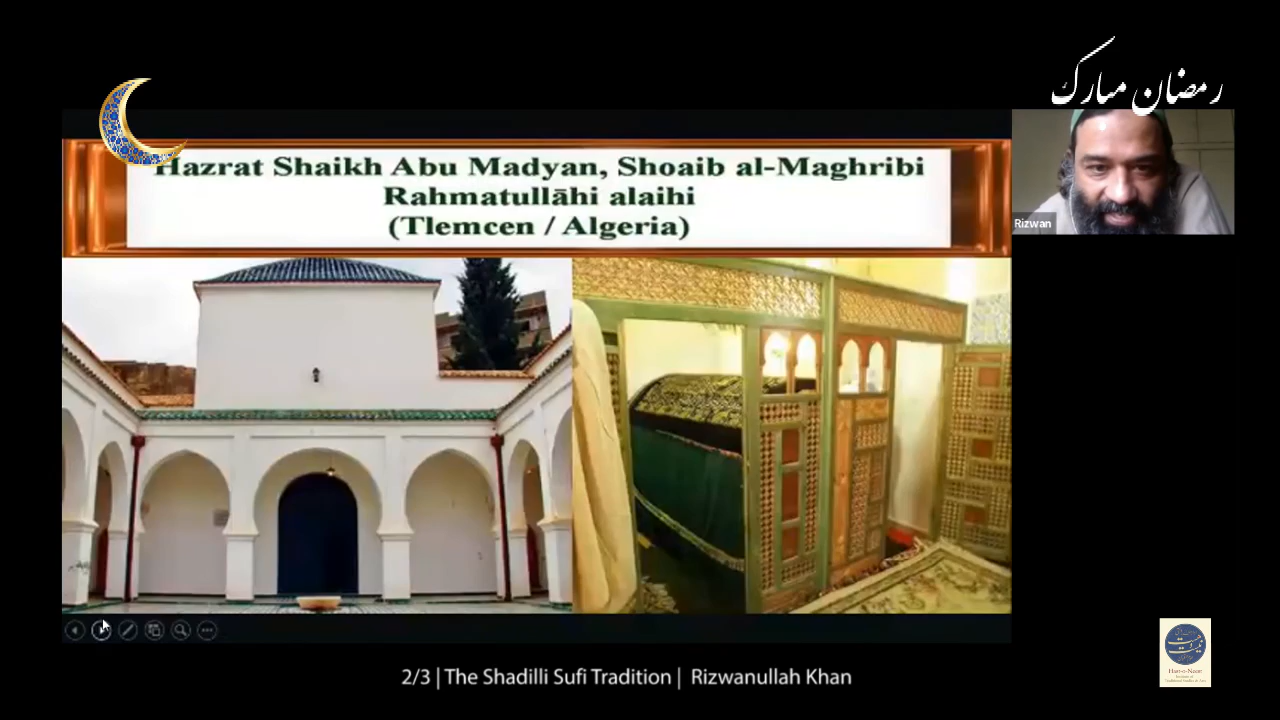 رمضان مبارک
Hazrat Shaikh Abu Madyan, Shoaib al-Maghribi
Rahmatullāhi alaihi
(Tlemcen / Algeria)
Rizwan
2/3 | The Shadilli Sufi Tradition | Rizwanullah Khan